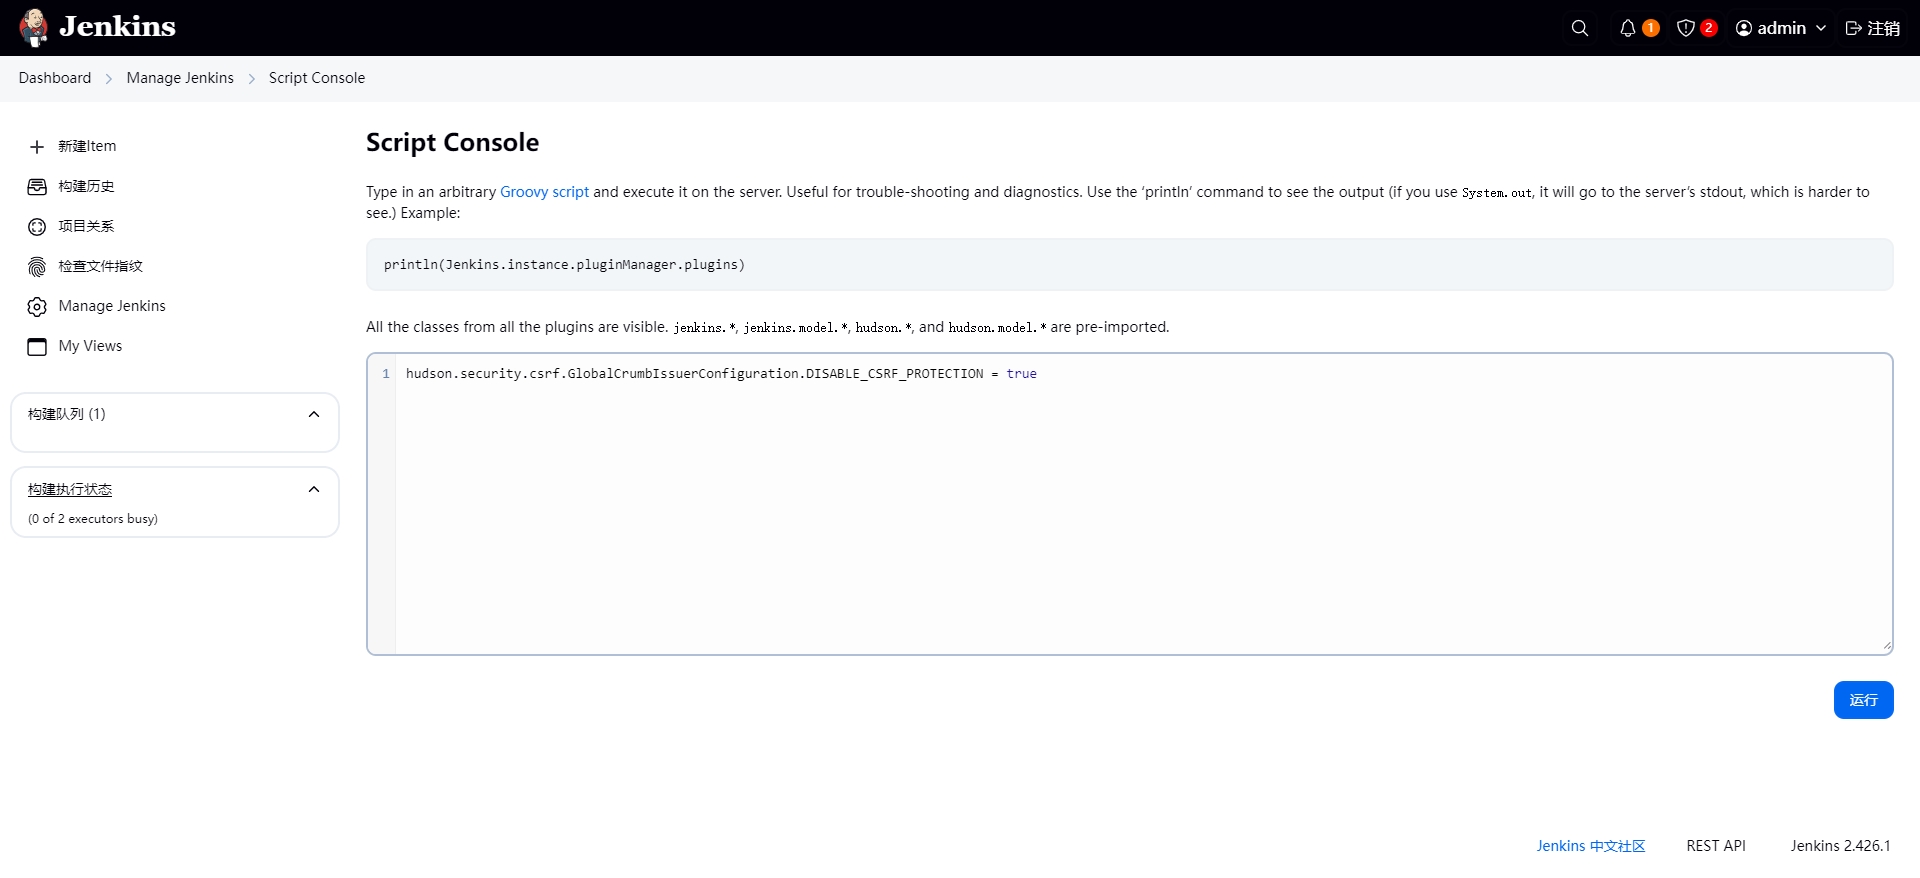 Jenkins
1
2
admin
注销
Dashboard
Manage Jenkins
Script Console
新建Item
构建历史
项目关系
检查文件指纹
Manage Jenkins
My Views
构建队列 (1)
构建执行状态
(0 of 2 executors busy)
Script Console
Type in an arbitrary Groovy script and execute it on the server. Useful for trouble-shooting and diagnostics. Use the ‘println’ command to see the output (if you use System.out, it will go to the server’s stdout, which is harder to
see.) Example:
println(Jenkins.instance.pluginManager.plugins)
All the classes from all the plugins are visible. jenkins.*, jenkins.model.*, hudson.*, and hudson.model.* are pre-imported.
1 hudson.security.csrf.GlobalCrumbIssuerConfiguration.DISABLE_CSRF_PROTECTION = true
运行
Jenkins 中文社区
REST API
Jenkins 2.426.1